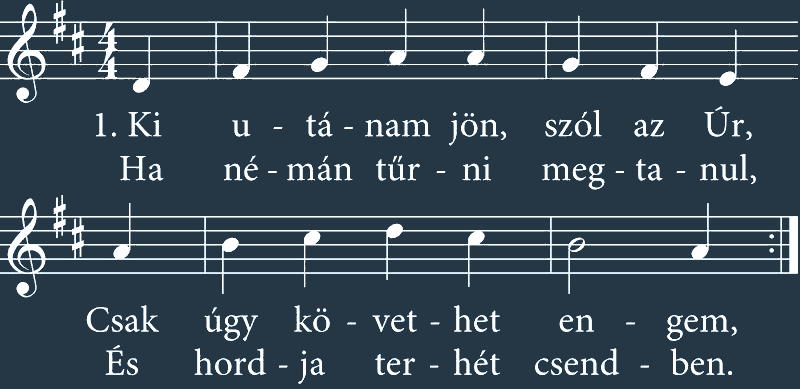 1. Ki u - tá - nam jön, szól az Úr,
Ha né - mán tűr - ni meg - ta - nul,
Csak úgy kö - vet - het en - gem,
És hord - ja ter - hét csend - ben.